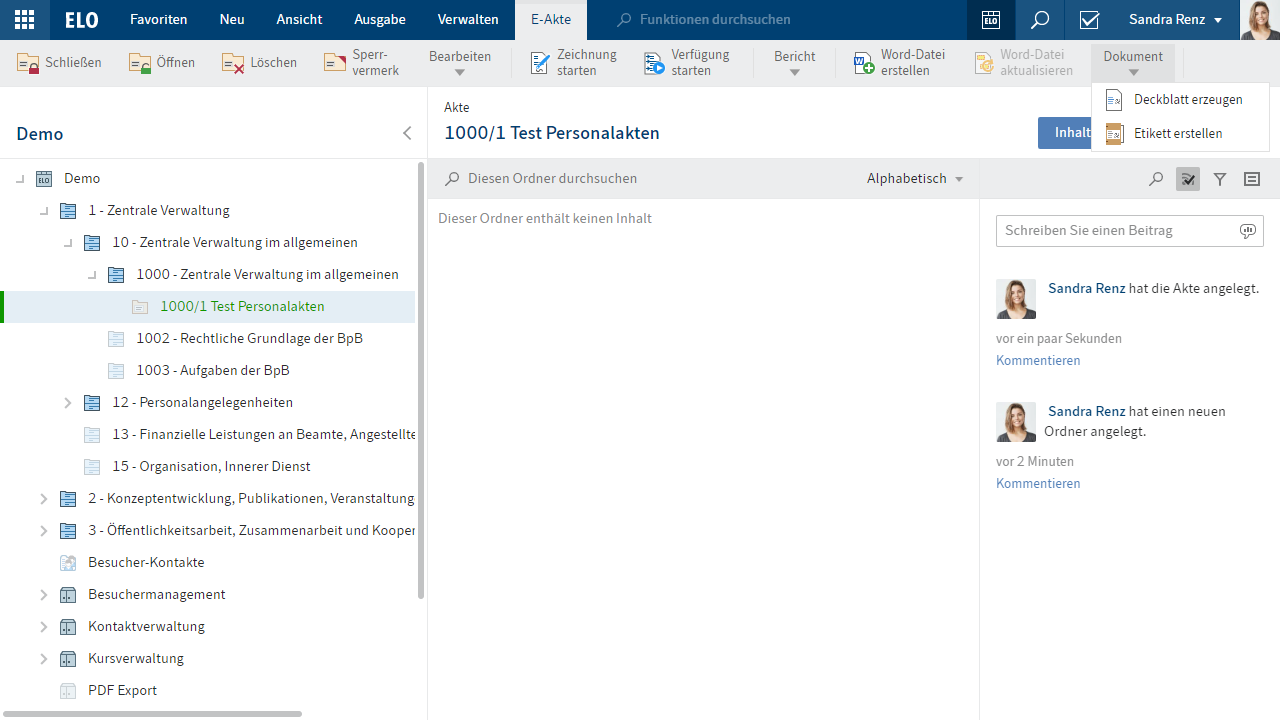 ELO
Favoriten
Neu
Ansicht
Ausgabe
Verwalten
E-Akte
Funktionen durchsuchen
ELO
Sandra Renz
Schließen
Öffnen
Löschen
Sperr-
vermerk
Bearbeiten
Zeichnung
starten
Verfügung
starten
Bericht
Word-Datei
erstellen
Word-Datei
aktualisieren
Dokument
Deckblatt erzeugen
Etikett erstellen
Demo
Akte
1000/1 Test Personalakten
Inhalt
ELO
Demo
1 - Zentrale Verwaltung
10 - Zentrale Verwaltung im allgemeinen
1000 - Zentrale Verwaltung im allgemeinen
1000/1 Test Personalakten
1002 - Rechtliche Grundlage der BpB
1003 - Aufgaben der BpB
12 - Personalangelegenheiten
13 - Finanzielle Leistungen an Beamte, Angestellte
15 - Organisation, Innerer Dienst
2 - Konzeptentwicklung, Publikationen, Veranstaltung
3 - Öffentlichkeitsarbeit, Zusammenarbeit und Kooper
Besucher-Kontakte
Besuchermanagement
Kontaktverwaltung
Kursverwaltung
PDF Export
Diesen Ordner durchsuchen
Alphabetisch
Dieser Ordner enthält keinen Inhalt
Schreiben Sie einen Beitrag
Sandra Renz hat die Akte angelegt.
vor ein paar Sekunden
Kommentieren
Sandra Renz hat einen neuen
Ordner angelegt.
vor 2 Minuten
Kommentieren